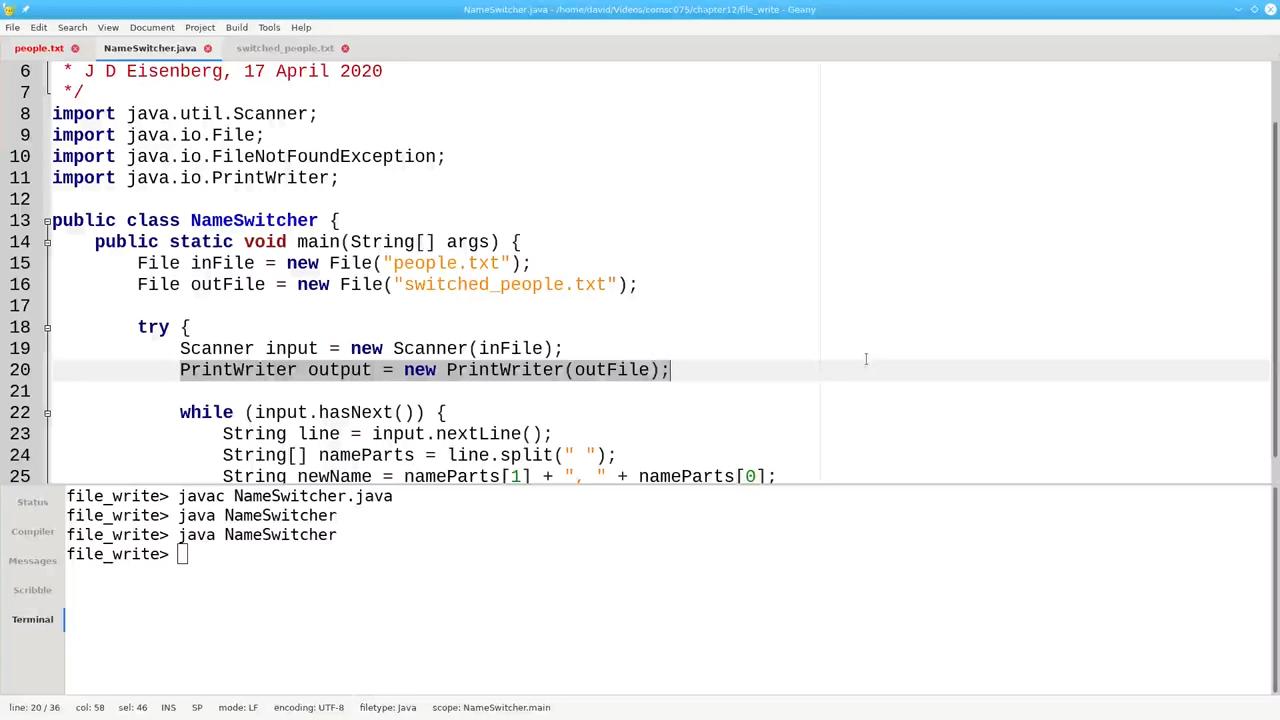 NameSwitcher.java - /home/david/Videos/comsc075/chapter12/file_write - Geany
File Edit Search View Document Project Build Tools Help
people.txt NameSwitcher.java switched_people.txt
6 * J D Eisenberg, 17 April 2020
7 */
8 import java.util.Scanner;
9 import java.io.File;
10 import java.io.FileNotFoundException;
11 import java.io.PrintWriter;
12
13 public class NameSwitcher {
14 public static void main(String[] args) {
15 File inFile = new File("people.txt");
16 File outFile = new File("switched_people.txt");
17
18 try {
19 Scanner input = new Scanner(inFile);
20 PrintWriter output = new PrintWriter(outFile);
21
22 while (input.hasNext()) {
23 String line = input.nextLine();
24 String[] nameParts = line.split(" ");
25 String newName = nameParts[1] + ", " + nameParts[0];
Status
Compiler
Messages
Scribble
Terminal
file_write> javac NameSwitcher.java
file_write> java NameSwitcher
file_write> java NameSwitcher
file_write>
line: 20 / 36 col: 58 sel: 46 INS SP mode: LF encoding: UTF-8 filetype: Java scope: NameSwitcher.main